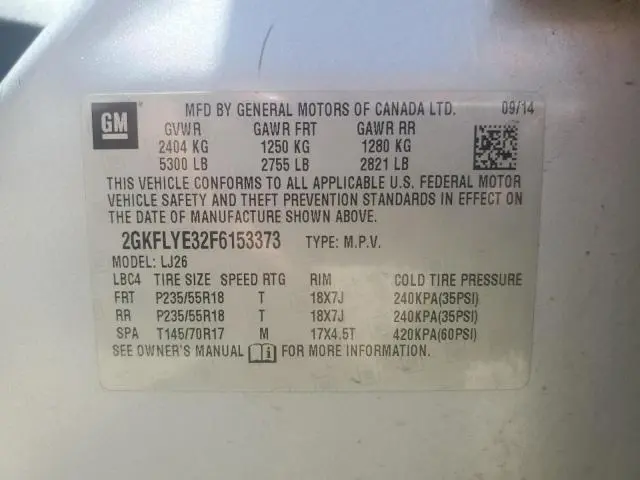 GM
MFD BY GENERAL MOTORS OF CANADA LTD. 09/14
GVWR GAWR FRT GAWR RR
2404 KG 1250 KG 1280 KG
5300 LB 2755 LB 2821 LB
THIS VEHICLE CONFORMS TO ALL APPLICABLE U.S. FEDERAL MOTOR
VEHICLE SAFETY AND THEFT PREVENTION STANDARDS IN EFFECT ON
THE DATE OF MANUFACTURE SHOWN ABOVE.
2GKFLYE32F6153373 TYPE: M.P.V.
MODEL: LJ26
LBC4 TIRE SIZE SPEED RTG RIM COLD TIRE PRESSURE
FRT P235/55R18 T 18X7J 240KPA(35PSI)
RR P235/55R18 T 18X7J 240KPA(35PSI)
SPA T145/70R17 M 17X4.5T 420KPA(60PSI)
SEE OWNER'S MANUAL i FOR MORE INFORMATION.